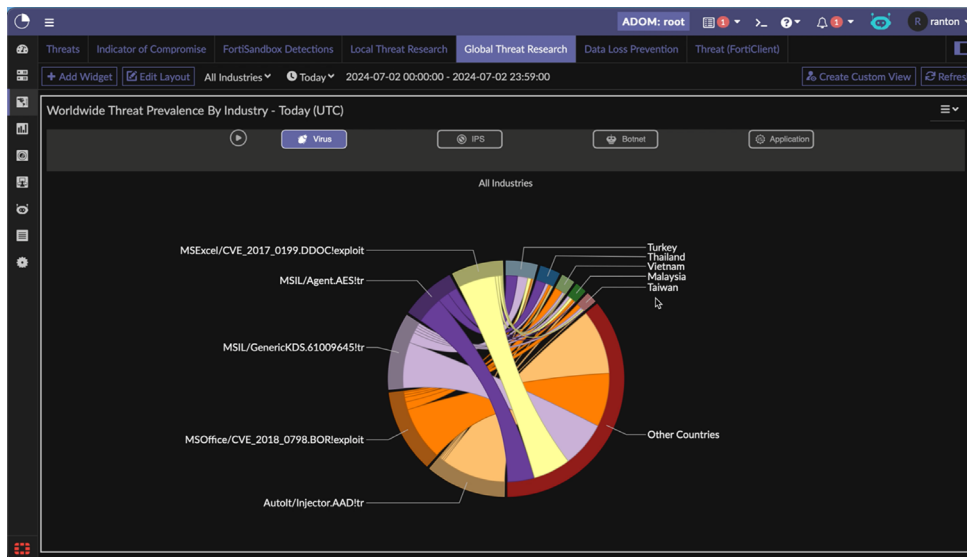 ADOM: root 1 1 R ranton
Threats Indicator of Compromise FortiSandbox Detections Local Threat Research Global Threat Research Data Loss Prevention Threat (FortiClient)
+ Add Widget Edit Layout All Industries Today 2024-07-02 00:00:00 - 2024-07-02 23:59:00 Create Custom View Refres
Worldwide Threat Prevalence By Industry - Today (UTC)
Virus IPS Botnet Application
All Industries
MSExcel/CVE_2017_0199.DDOC!exploit
MSIL/Agent.AES!tr
MSIL/GenericKDS.61009645!tr
MSOffice/CVE_2018_0798.BOR!exploit
AutoIt/Injector.AAD!tr
Turkey
Thailand
Vietnam
Malaysia
Taiwan
Other Countries